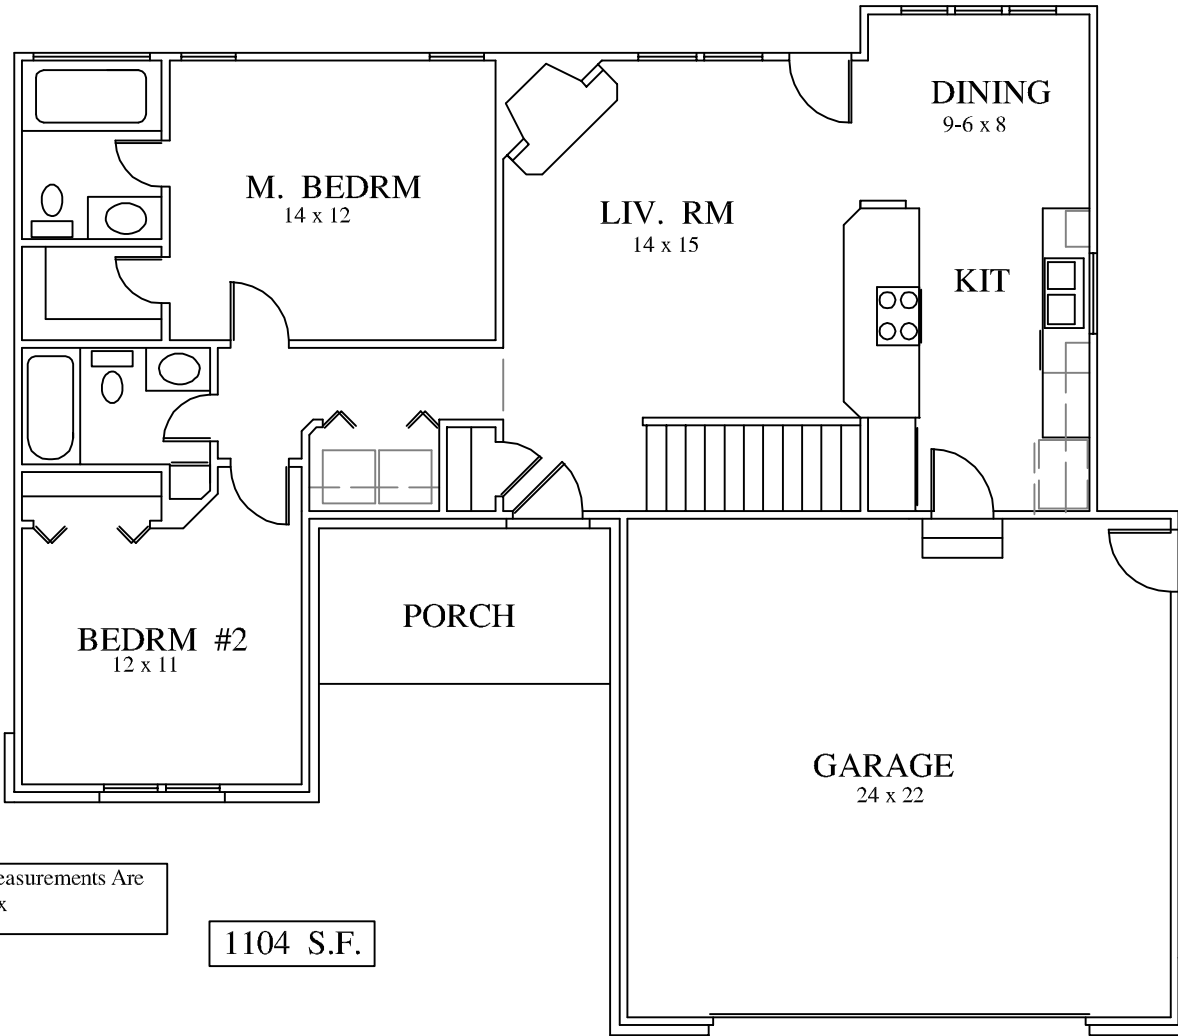 DINING
9-6 x 8
M. BEDRM
14 x 12
LIV. RM
14 x 15
KIT
PORCH
BEDRM #2
12 x 11
GARAGE
24 x 22
easurements Are
x
1104 S.F.